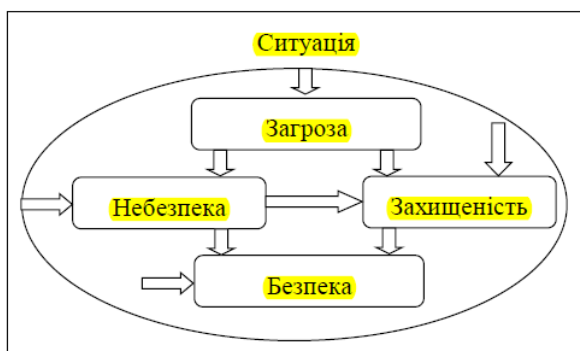 Ситуація
Загроза
Небезпека
Захищеність
Безпека